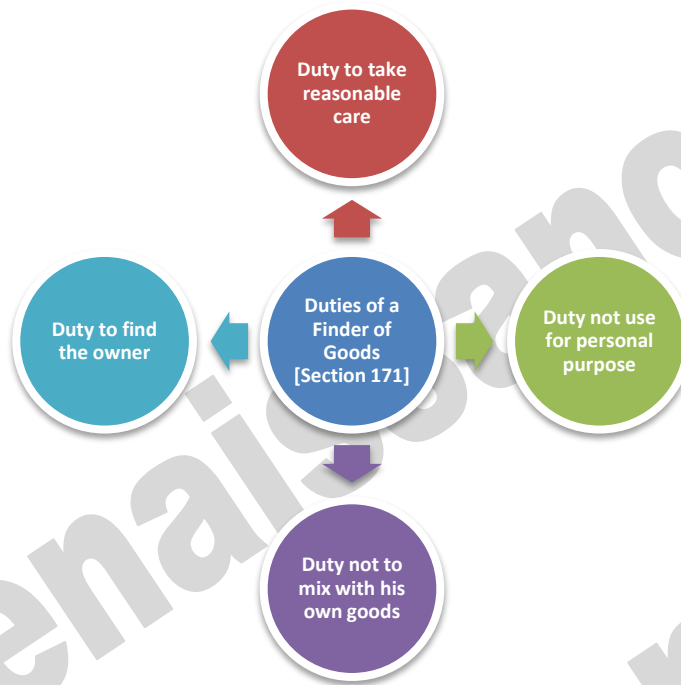 Duty to take
reasonable
care
Duty to find
the owner
Duties of a
Finder of
Goods
[Section 171]
Duty not use
for personal
purpose
Duty not to
mix with his
own goods